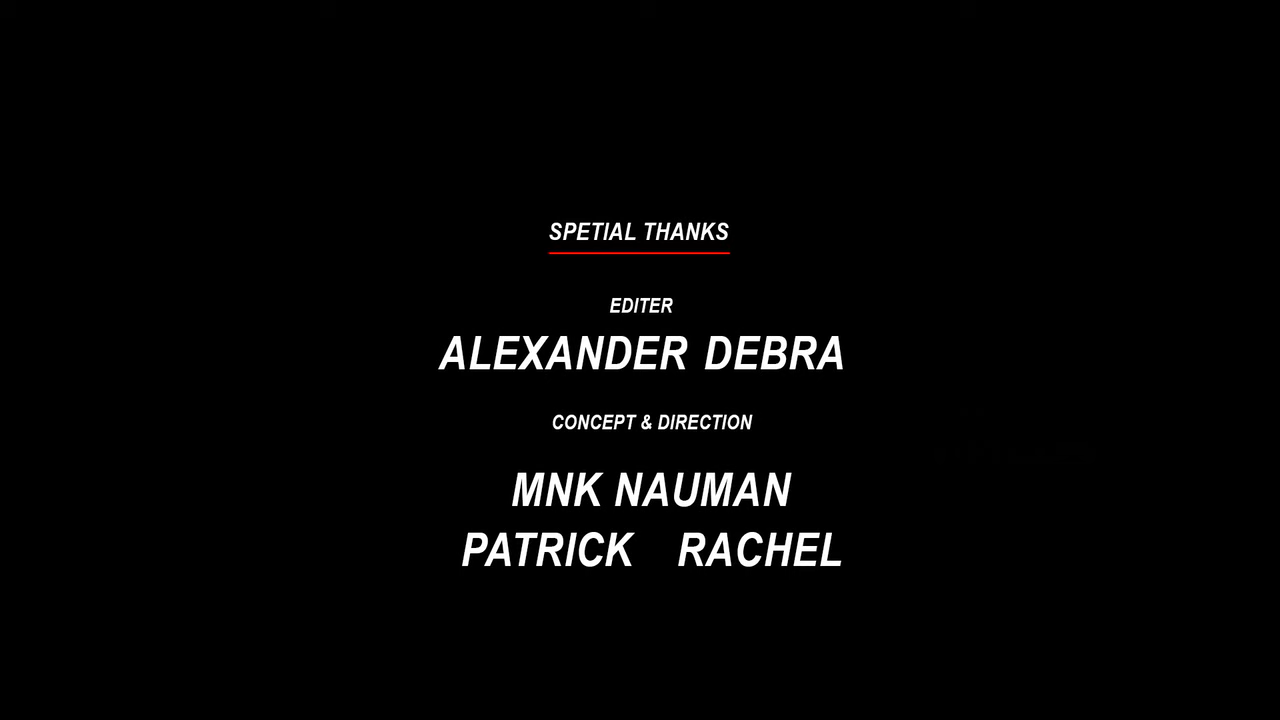 SPETIAL THANKS
EDITER
ALEXANDER DEBRA
CONCEPT & DIRECTION
MNK NAUMAN
PATRICK RACHEL